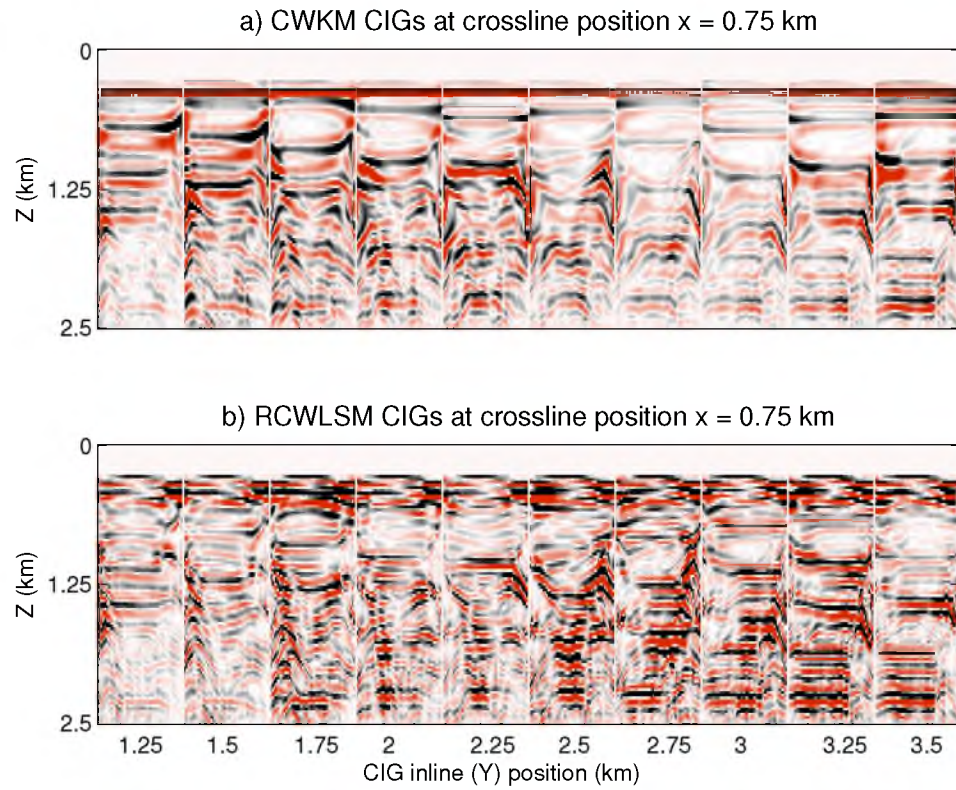 a) CWKM CIGs at crossline position x = 0.75 km
0
Z (km)
1.25
2.5
b) RCWLSM CIGs at crossline position x = 0.75 km
0
Z (km)
1.25
2.5
1.25 1.5 1.75 2 2.25 2.5 2.75 3 3.25 3.5
CIG inline (Y) position (km)